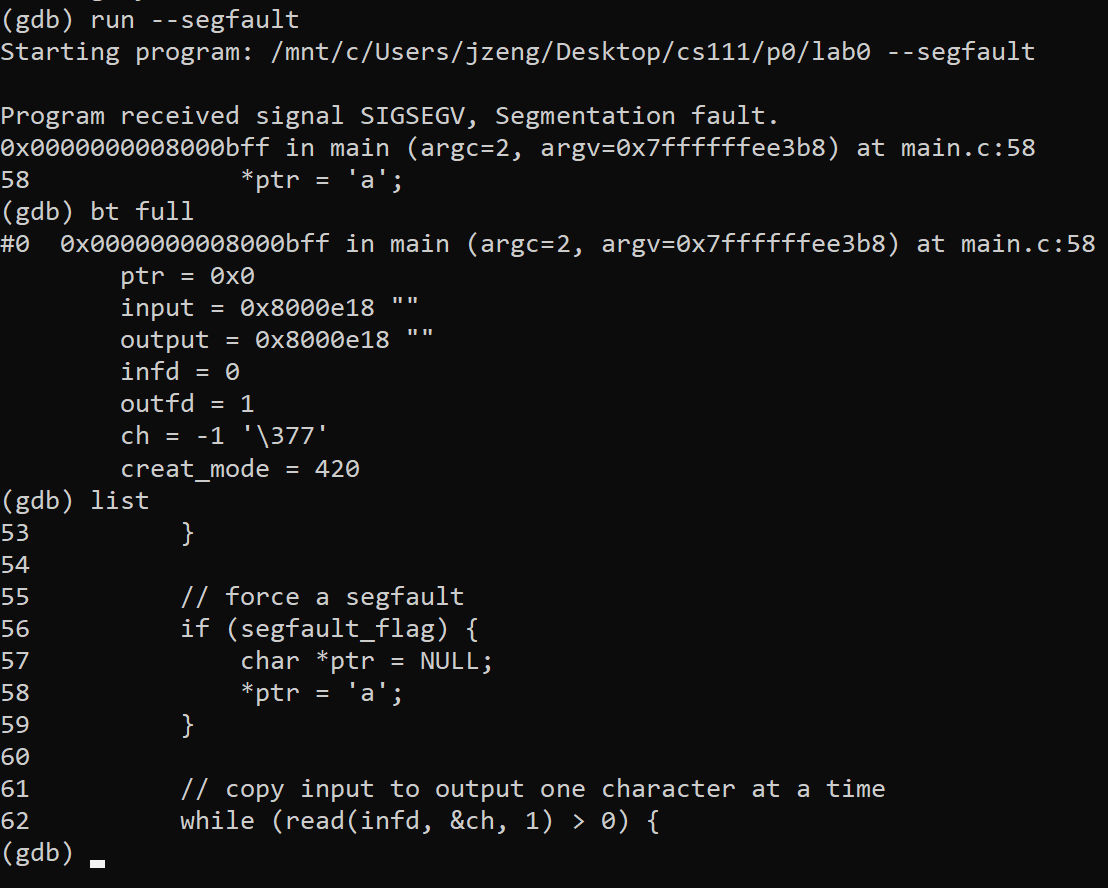 (gdb) run --segfault
Starting program: /mnt/c/Users/jzeng/Desktop/cs111/p0/lab0 --segfault

Program received signal SIGSEGV, Segmentation fault.
0x0000000008000bff in main (argc=2, argv=0x7ffffffee3b8) at main.c:58
58              *ptr = 'a';
(gdb) bt full
#0  0x0000000008000bff in main (argc=2, argv=0x7ffffffee3b8) at main.c:58
        ptr = 0x0
        input = 0x8000e18 ""
        output = 0x8000e18 ""
        infd = 0
        outfd = 1
        ch = -1 '\377'
        creat_mode = 420
(gdb) list
53          }
54
55          // force a segfault
56          if (segfault_flag) {
57              char *ptr = NULL;
58              *ptr = 'a';
59          }
60
61          // copy input to output one character at a time
62          while (read(infd, &ch, 1) > 0) {
(gdb)